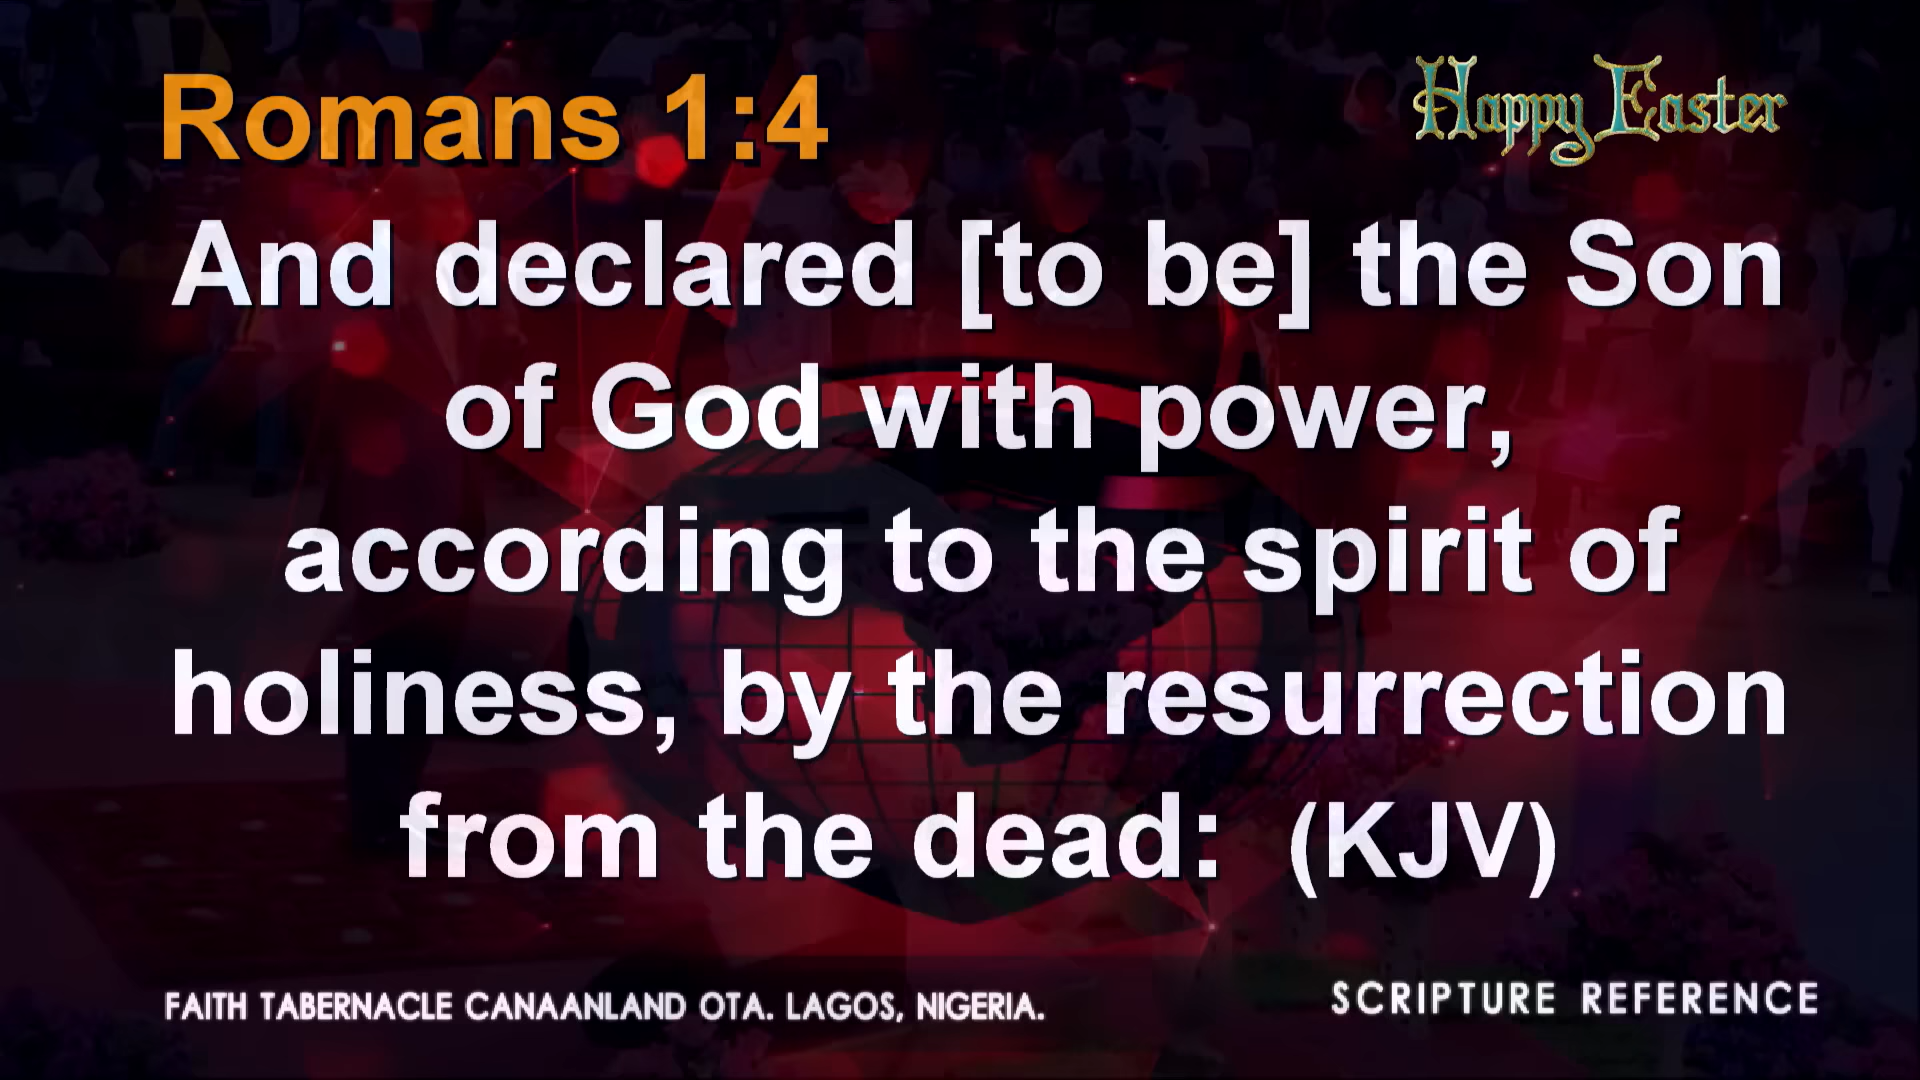 Romans 1:4
Happy Easter
And declared [to be] the Son
of God with power,
according to the spirit of
holiness, by the resurrection
from the dead: (KJV)
FAITH TABERNACLE CANAANLAND OTA. LAGOS, NIGERIA.
SCRIPTURE REFERENCE